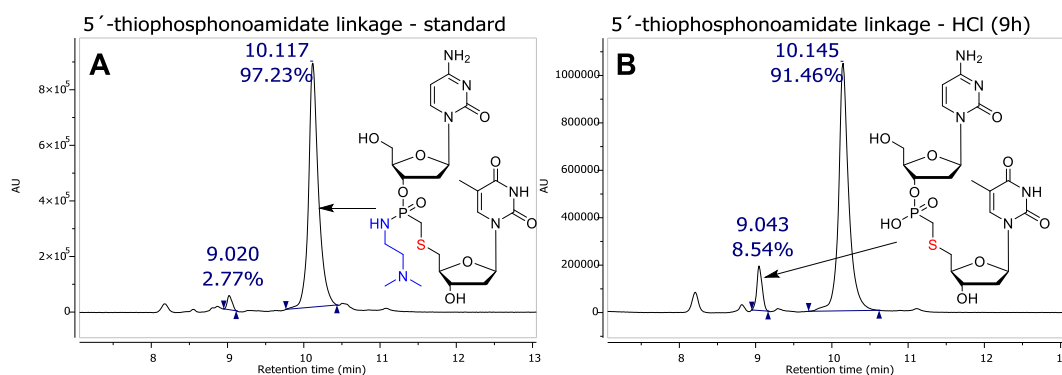 5´-thiophosphonoamidate linkage - standard
A
10.117
97.23%
9.020
2.77%
AU
8×10⁵
6×10⁵
4×10⁵
2×10⁵
0
8 9 10 11 12 13
Retention time (min)
NH₂
N
N
O
HO
O
O
P
O
HN
S
N
O
NH
N
O
O
OH
5´-thiophosphonoamidate linkage - HCl (9h)
B
10.145
91.46%
9.043
8.54%
AU
1000000
800000
600000
400000
200000
0
8 9 10 11 12 1
Retention time (min)
NH₂
N
N
O
HO
O
O
P
O
HO
S
O
NH
N
O
O
OH